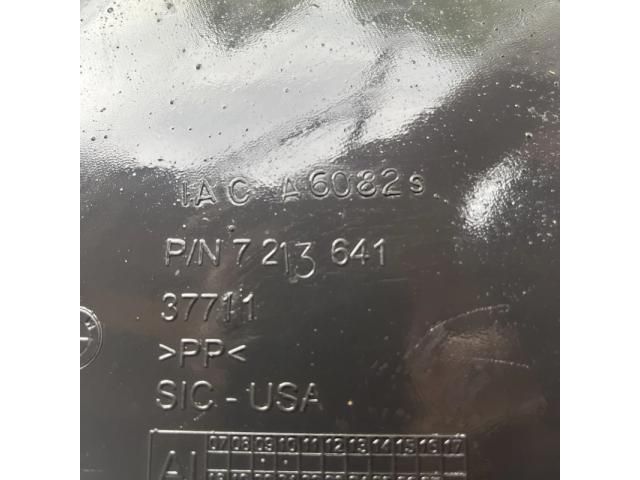 IAC A6082s
P/N 7 213 641
37711
>PP<
SIC - USA
07 08 09 10 11 12 13 14 15 16 17
AI